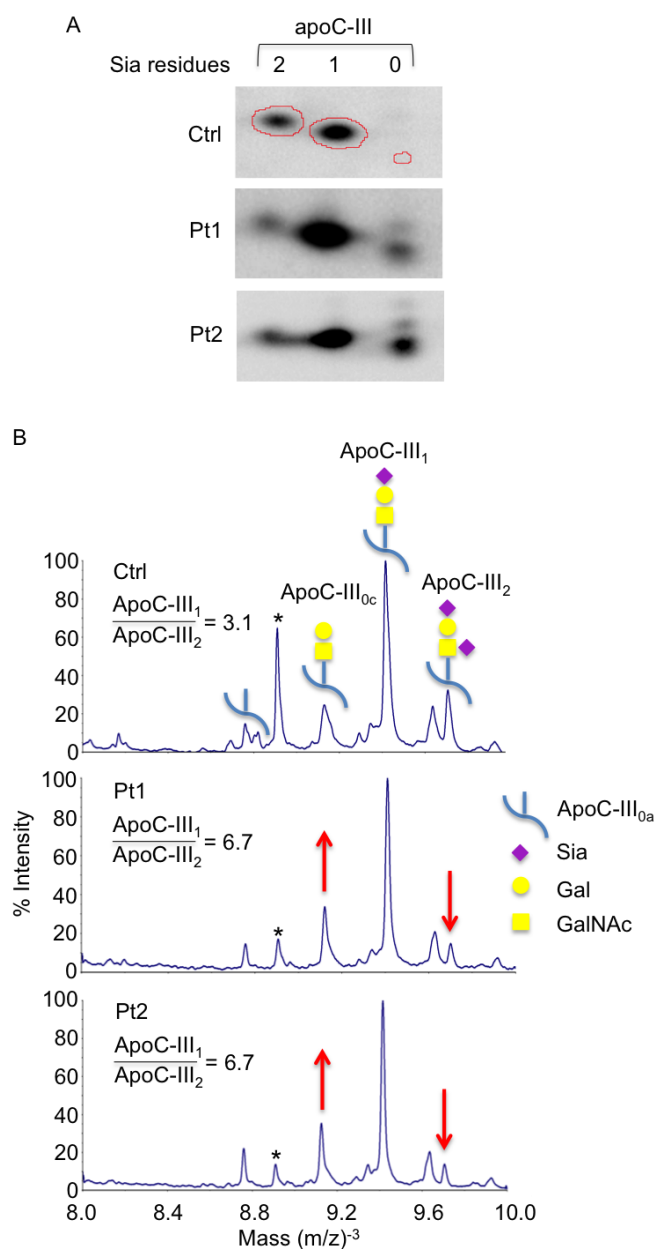 A
apoC-III
Sia residues 2 1 0
Ctrl
Pt1
Pt2
B
ApoC-III₁
ApoC-III₀c
ApoC-III₂
100
80
60
40
20
0
Ctrl
ApoC-III₁
ApoC-III₂
= 3.1
*
% Intensity
100
80
60
40
20
0
Pt1
ApoC-III₁
ApoC-III₂
= 6.7
*
ApoC-III₀a
Sia
Gal
GalNAc
100
80
60
40
20
0
Pt2
ApoC-III₁
ApoC-III₂
= 6.7
*
8.0 8.4 8.8 9.2 9.6 10.0
Mass (m/z)⁻³